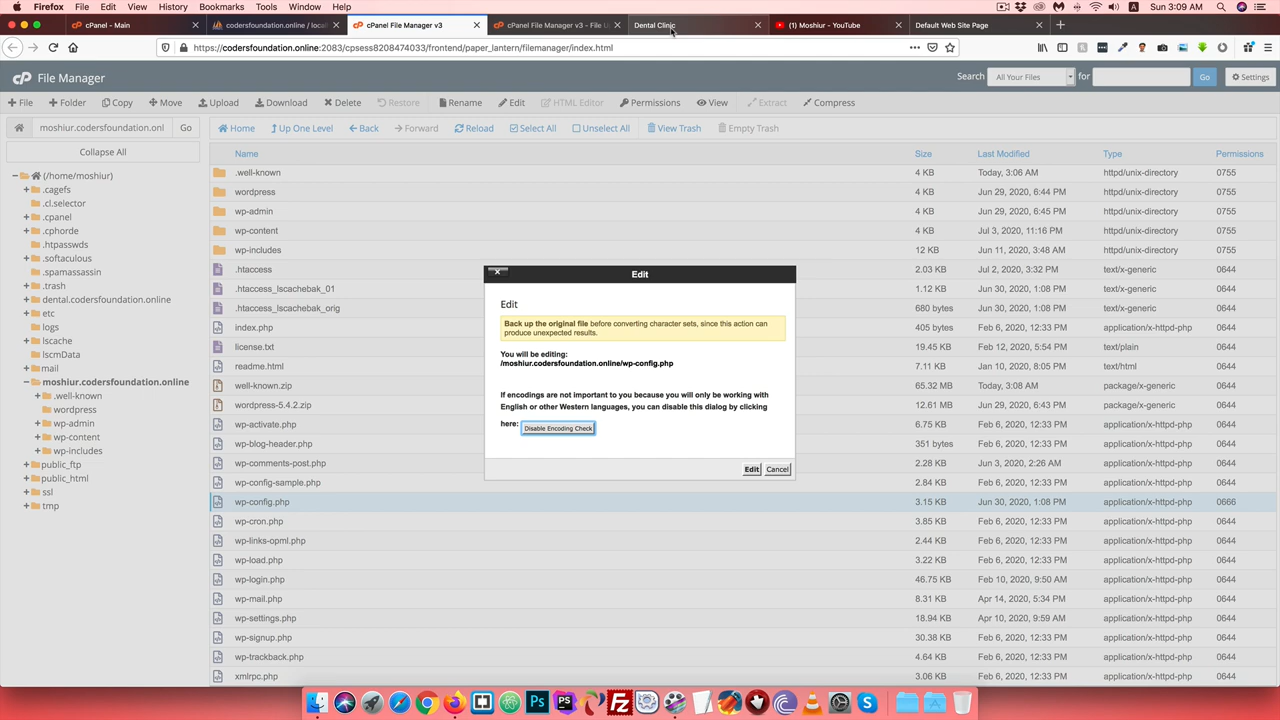 Firefox File Edit View History Bookmarks Tools Window Help Sun 3:09 AM
cPanel - Main codersfoundation.online / local cPanel File Manager v3 cPanel File Manager v3 - File U Dental Clinic (1) Moshiur - YouTube Default Web Site Page
https://codersfoundation.online:2083/cpsess8208474033/frontend/paper_lantern/filemanager/index.html
File Manager Search All Your Files for Go Settings
File Folder Copy Move Upload Download Delete Restore Rename Edit HTML Editor Permissions View Extract Compress
moshiur.codersfoundation.onl Go Home Up One Level Back Forward Reload Select All Unselect All View Trash Empty Trash
Collapse All
(/home/moshiur)
.cagefs
.cl.selector
.cpanel
.cphorde
.htpasswds
.softaculous
.spamassassin
.trash
dental.codersfoundation.online
etc
logs
lscache
lscmData
mail
moshiur.codersfoundation.online
.well-known
wordpress
wp-admin
wp-content
wp-includes
public_ftp
public_html
ssl
tmp
Name Size Last Modified Type Permissions
.well-known 4 KB Today, 3:06 AM httpd/unix-directory 0755
wordpress 4 KB Jun 29, 2020, 6:44 PM httpd/unix-directory 0755
wp-admin 4 KB Jun 29, 2020, 6:45 PM httpd/unix-directory 0755
wp-content 4 KB Jul 3, 2020, 11:16 PM httpd/unix-directory 0755
wp-includes 12 KB Jun 11, 2020, 3:48 AM httpd/unix-directory 0755
.htaccess 2.03 KB Jul 2, 2020, 3:32 PM text/x-generic 0644
.htaccess_lscachebak_01 1.12 KB Jun 30, 2020, 1:08 PM text/x-generic 0644
.htaccess_lscachebak_orig 680 bytes Jun 30, 2020, 1:08 PM text/x-generic 0644
index.php 405 bytes Feb 6, 2020, 12:33 PM application/x-httpd-php 0644
license.txt 19.45 KB Feb 12, 2020, 5:54 PM text/plain 0644
readme.html 7.11 KB Jan 10, 2020, 8:05 PM text/html 0644
well-known.zip 65.32 MB Today, 3:08 AM package/x-generic 0644
wordpress-5.4.2.zip 12.61 MB Jun 29, 2020, 6:43 PM package/x-generic 0644
wp-activate.php 6.75 KB Feb 6, 2020, 12:33 PM application/x-httpd-php 0644
wp-blog-header.php 351 bytes Feb 6, 2020, 12:33 PM application/x-httpd-php 0644
wp-comments-post.php 2.28 KB Jun 3, 2020, 2:26 AM application/x-httpd-php 0644
wp-config-sample.php 2.84 KB Feb 6, 2020, 12:33 PM application/x-httpd-php 0644
wp-config.php 3.15 KB Jun 30, 2020, 1:08 PM application/x-httpd-php 0666
wp-cron.php 3.85 KB Feb 6, 2020, 12:33 PM application/x-httpd-php 0644
wp-links-opml.php 2.44 KB Feb 6, 2020, 12:33 PM application/x-httpd-php 0644
wp-load.php 3.22 KB Feb 6, 2020, 12:33 PM application/x-httpd-php 0644
wp-login.php 46.75 KB Feb 10, 2020, 9:50 AM application/x-httpd-php 0644
wp-mail.php 8.31 KB Apr 14, 2020, 5:34 PM application/x-httpd-php 0644
wp-settings.php 18.94 KB Apr 10, 2020, 9:59 AM application/x-httpd-php 0644
wp-signup.php 30.38 KB Feb 6, 2020, 12:33 PM application/x-httpd-php 0644
wp-trackback.php 4.64 KB Feb 6, 2020, 12:33 PM application/x-httpd-php 0644
xmlrpc.php 3.06 KB Feb 6, 2020, 12:33 PM application/x-httpd-php 0644
Edit
Edit
Back up the original file before converting character sets, since this action can
produce unexpected results.
You will be editing:
/moshiur.codersfoundation.online/wp-config.php
If encodings are not important to you because you will only be working with
English or other Western languages, you can disable this dialog by clicking
here: Disable Encoding Check
Edit Cancel